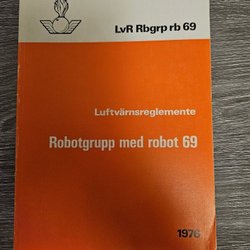 LvR Rbgrp rb 69
Luftvärnsreglemente
Robotgrupp med robot 69
1976